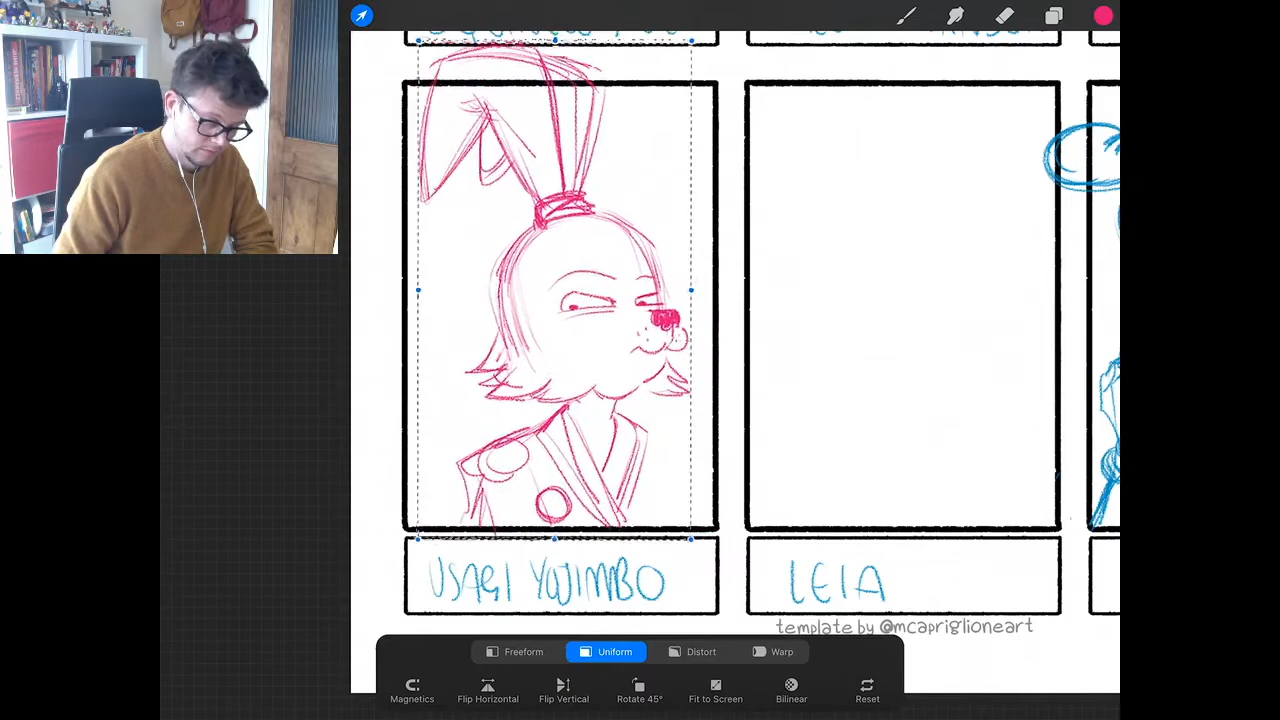 USAGI YOJIMBO
LEIA
template by @mcapriglioneart
Freeform
Uniform
Distort
Warp
Magnetics
Flip Horizontal
Flip Vertical
Rotate 45°
Fit to Screen
Bilinear
Reset